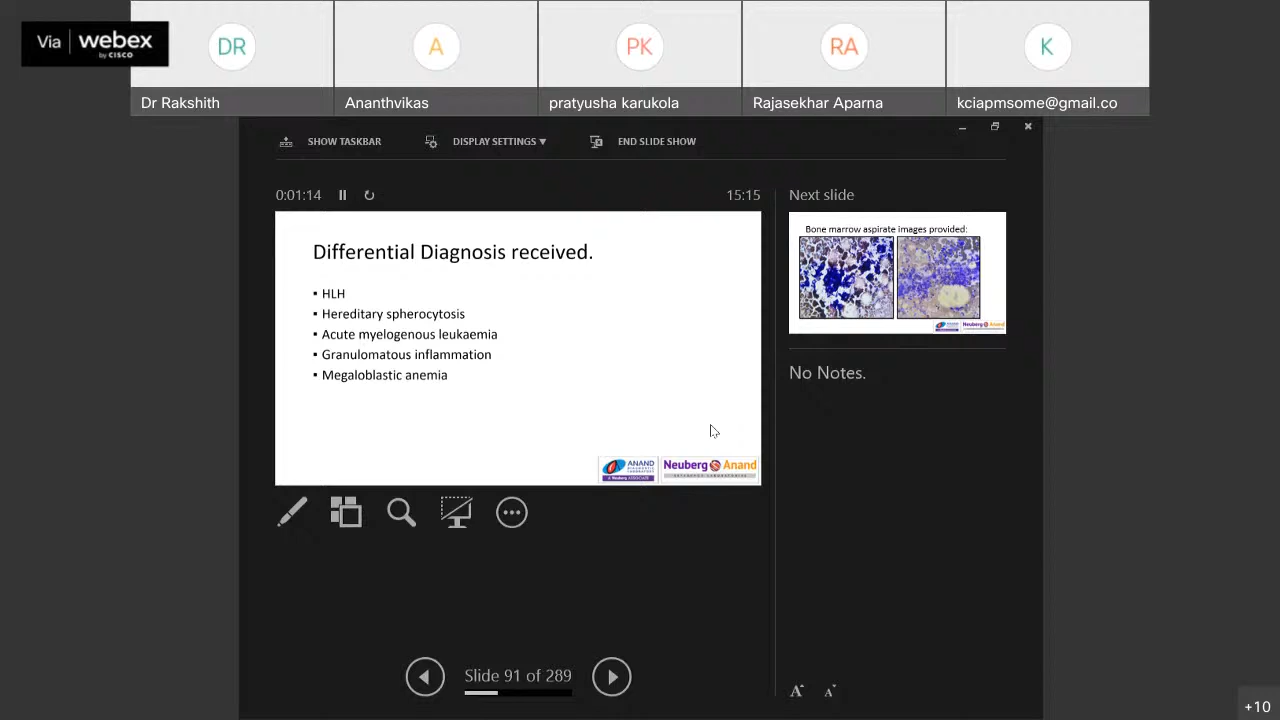 Via webex
by CISCO
DR
A
PK
RA
K
Dr Rakshith
Ananthvikas
pratyusha karukola
Rajasekhar Aparna
kciapmsome@gmail.co
SHOW TASKBAR
DISPLAY SETTINGS ▼
END SLIDE SHOW
0:01:14
15:15
Next slide
Differential Diagnosis received.
▪ HLH
▪ Hereditary spherocytosis
▪ Acute myelogenous leukaemia
▪ Granulomatous inflammation
▪ Megaloblastic anemia
ANAND
Neuberg Anand
Bone marrow aspirate images provided:
Neuberg Anand
No Notes.
Slide 91 of 289
A A
+10